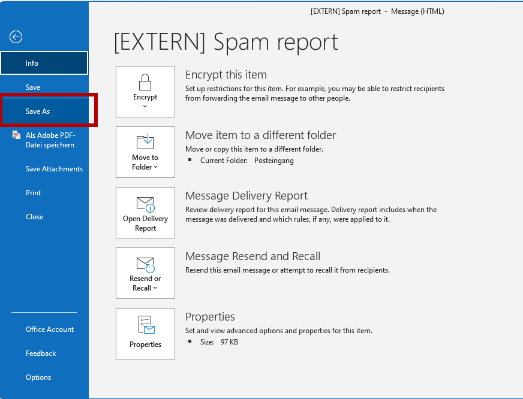 [EXTERN] Spam report - Message (HTML)
[EXTERN] Spam report
Info
Save
Save As
Als Adobe PDF-
Datei speichern
Save Attachments
Print
Close
Office Account
Feedback
Options
Encrypt
Encrypt this item
Set up restrictions for this item. For example, you may be able to restrict recipients
from forwarding the email message to other people.
Move to
Folder
Move item to a different folder
Move or copy this item to a different folder.
Current Folder: Posteingang
Open Delivery
Report
Message Delivery Report
Review delivery report for this email message. Delivery report includes when the
message was delivered and which rules, if any, were applied to it.
Resend or
Recall
Message Resend and Recall
Resend this email message or attempt to recall it from recipients.
Properties
Properties
Set and view advanced options and properties for this item.
Size: 97 KB